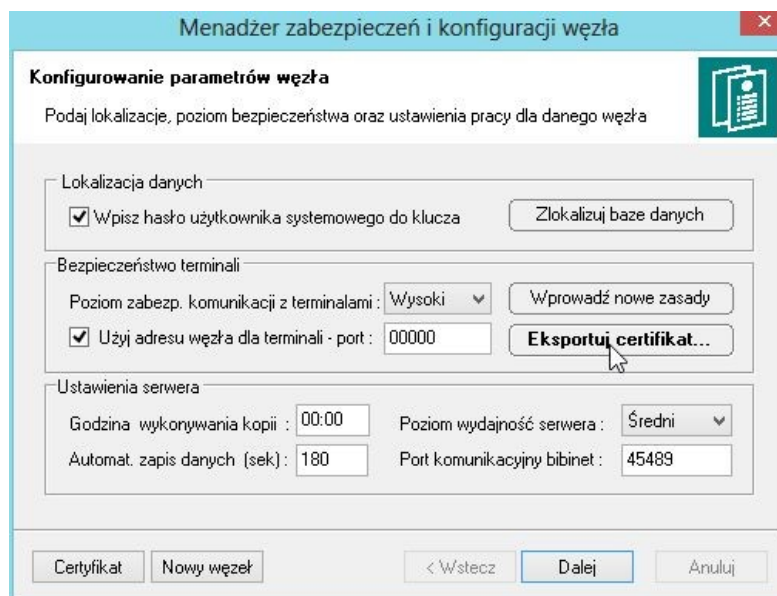 Menadżer zabezpieczeń i konfiguracji węzła
Konfigurowanie parametrów węzła
Podaj lokalizacje, poziom bezpieczeństwa oraz ustawienia pracy dla danego węzła
Lokalizacja danych
Wpisz hasło użytkownika systemowego do klucza
Zlokalizuj baze danych
Bezpieczeństwo terminali
Poziom zabezp. komunikacji z terminalami : Wysoki
Wprowadź nowe zasady
Użyj adresu węzła dla terminali - port : 00000
Eksportuj certifikat...
Ustawienia serwera
Godzina wykonywania kopii : 00:00
Poziom wydajność serwera : Średni
Automat. zapis danych (sek) : 180
Port komunikacyjny bibinet : 45489
Certyfikat Nowy węzeł < Wstecz Dalej Anuluj